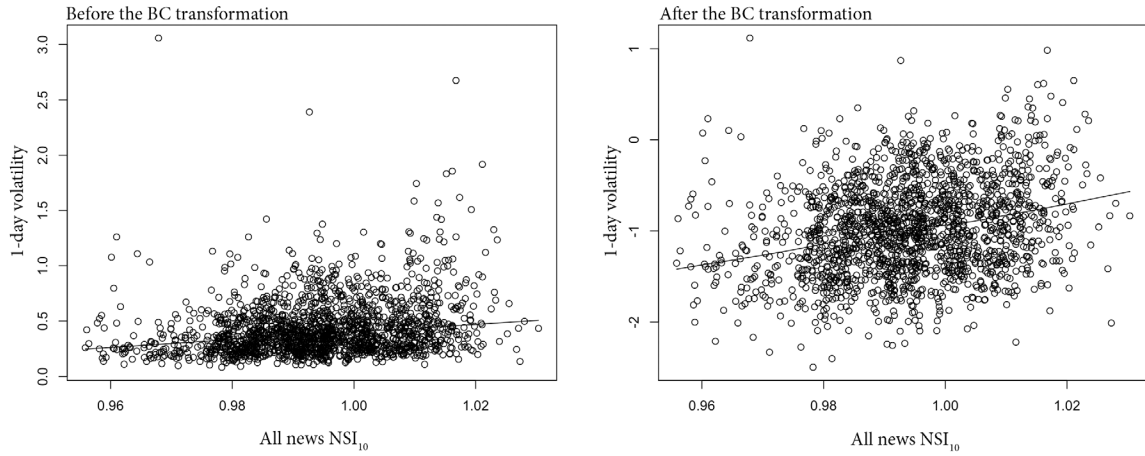 Before the BC transformation
3.0
2.5
2.0
1.5
1.0
0.5
0.0
1-day volatility
0.96 0.98 1.00 1.02
All news NSI₁₀
After the BC transformation
1
0
-1
-2
1-day volatility
0.96 0.98 1.00 1.02
All news NSI₁₀